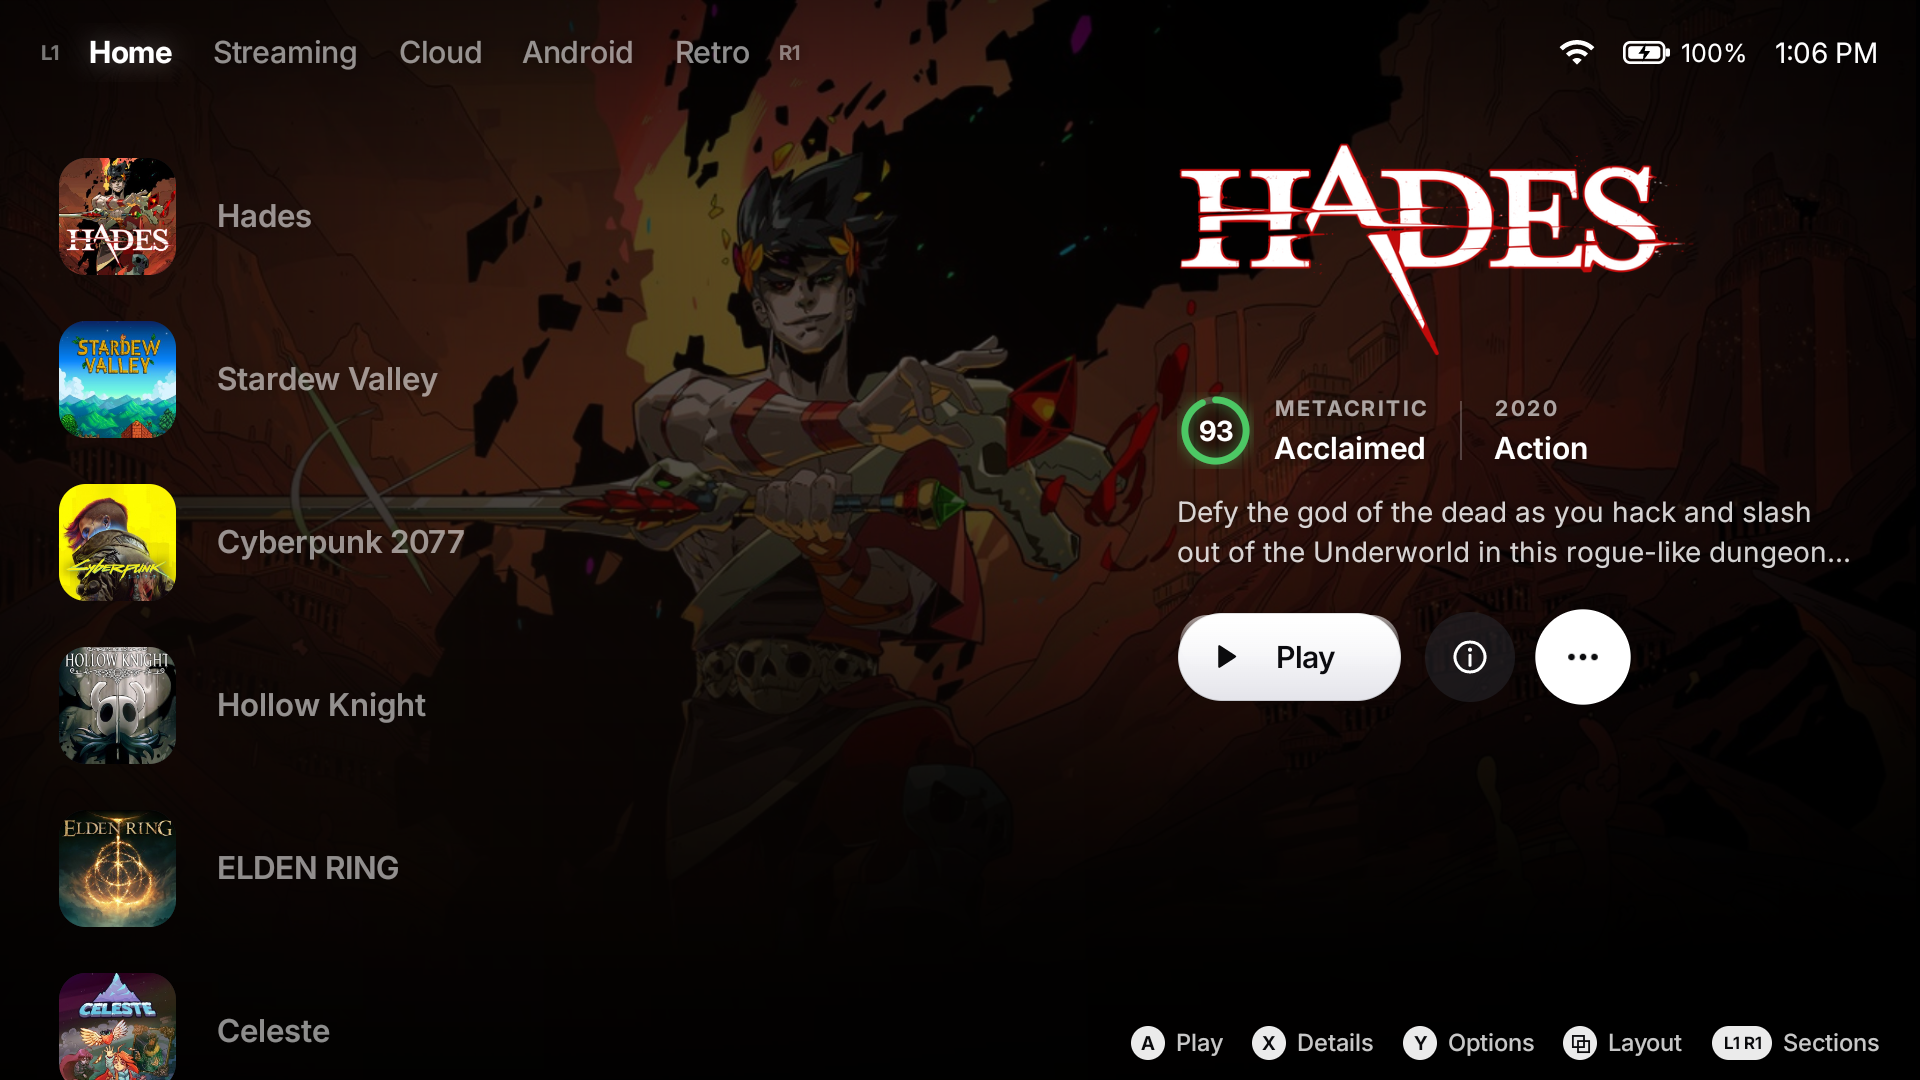 L1 Home Streaming Cloud Android Retro R1
100% 1:06 PM
HADES
Hades
STARDEW
VALLEY
Stardew Valley
Cyberpunk
Cyberpunk 2077
HOLLOW KNIGHT
Hollow Knight
ELDEN RING
ELDEN RING
CELESTE
Celeste
HADES
93
METACRITIC
Acclaimed
2020
Action
Defy the god of the dead as you hack and slash
out of the Underworld in this rogue-like dungeon...
Play
A Play X Details Y Options Layout L1 R1 Sections